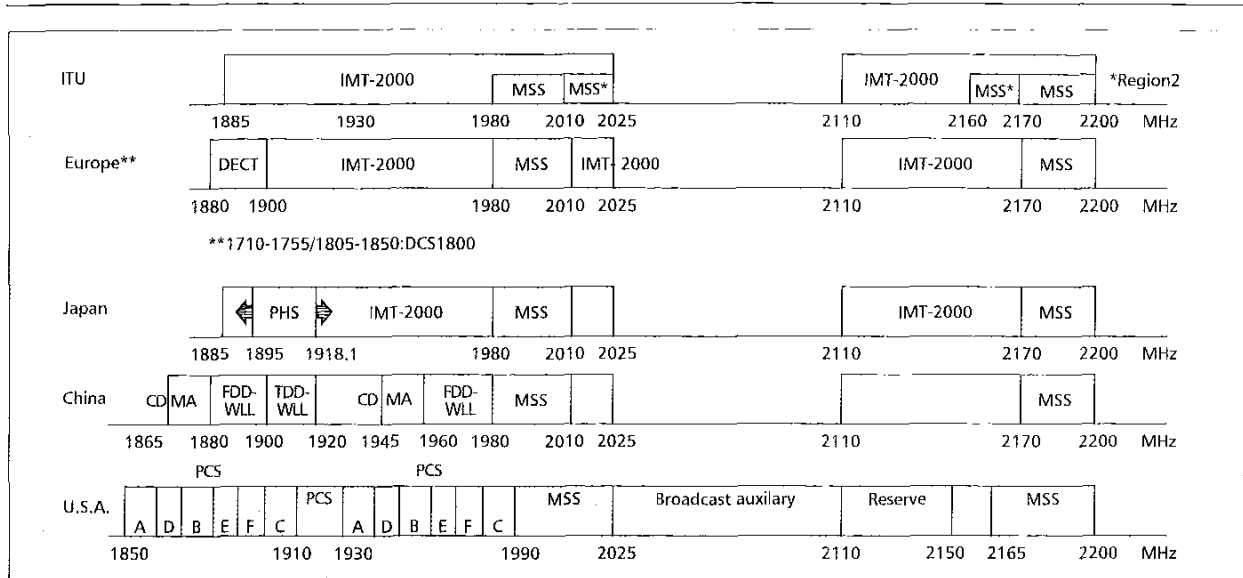 IMT-2000 IMT-2000
ITU MSS MSS* MSS* MSS *Region2
1885 1930 1980 2010 2025 2110 2160 2170 2200 MHz
Europe** DECT IMT-2000 MSS IMT-2000 IMT-2000 MSS
1880 1900 1980 2010 2025 2110 2170 2200 MHz
**1710-1755/1805-1850:DCS1800
Japan PHS IMT-2000 MSS IMT-2000 MSS
1885 1895 1918.1 1980 2010 2025 2110 2170 2200 MHz
China CDMA FDD-WLL TDD-WLL CDMA FDD-WLL MSS MSS
1865 1880 1900 1920 1945 1960 1980 2010 2025 2110 2170 2200 MHz
PCS PCS
U.S.A. PCS MSS Broadcast auxilary Reserve MSS
A D B E F C A D B E F C
1850 1910 1930 1990 2025 2110 2150 2165 2200 MHz